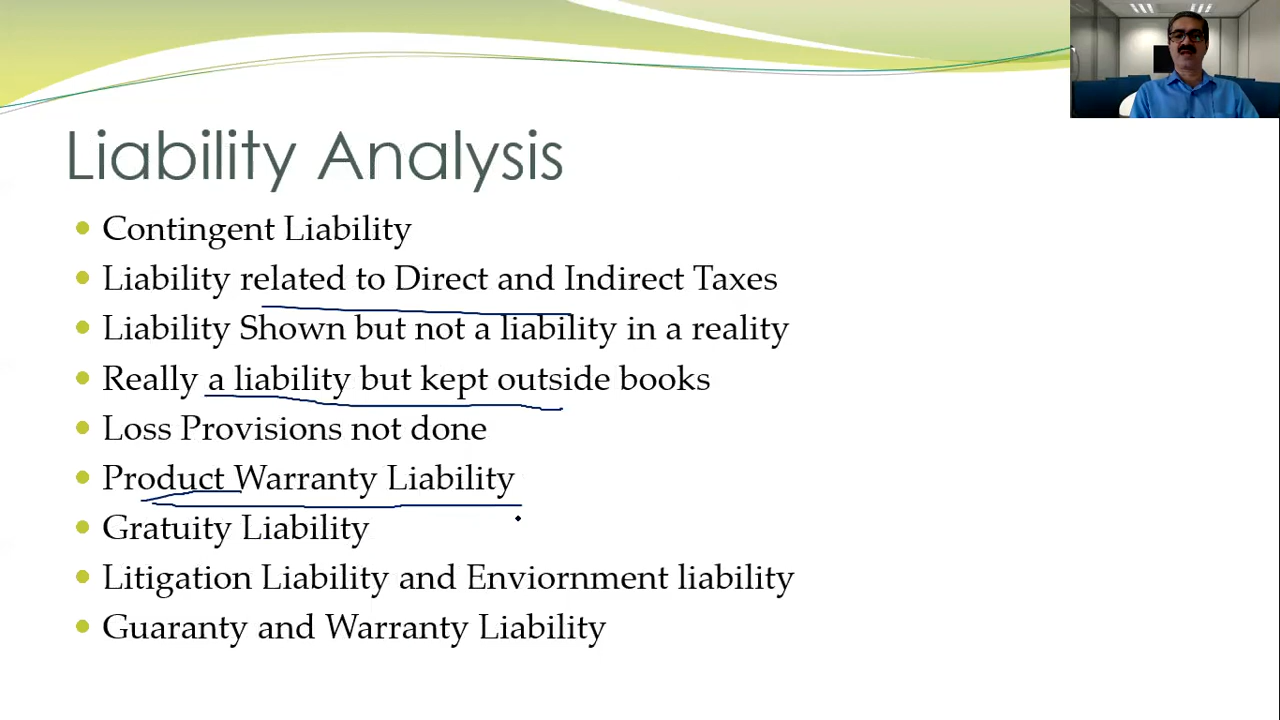 Liability Analysis
Contingent Liability
Liability related to Direct and Indirect Taxes
Liability Shown but not a liability in a reality
Really a liability but kept outside books
Loss Provisions not done
Product Warranty Liability
Gratuity Liability
Litigation Liability and Enviornment liability
Guaranty and Warranty Liability